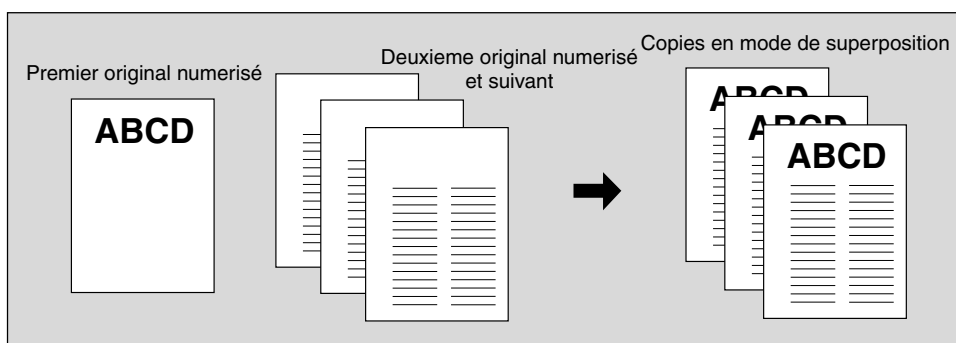 Premier original numerisé
ABCD
Deuxieme original numerisé
et suivant
Copies en mode de superposition
ABCD
ABCD
ABCD